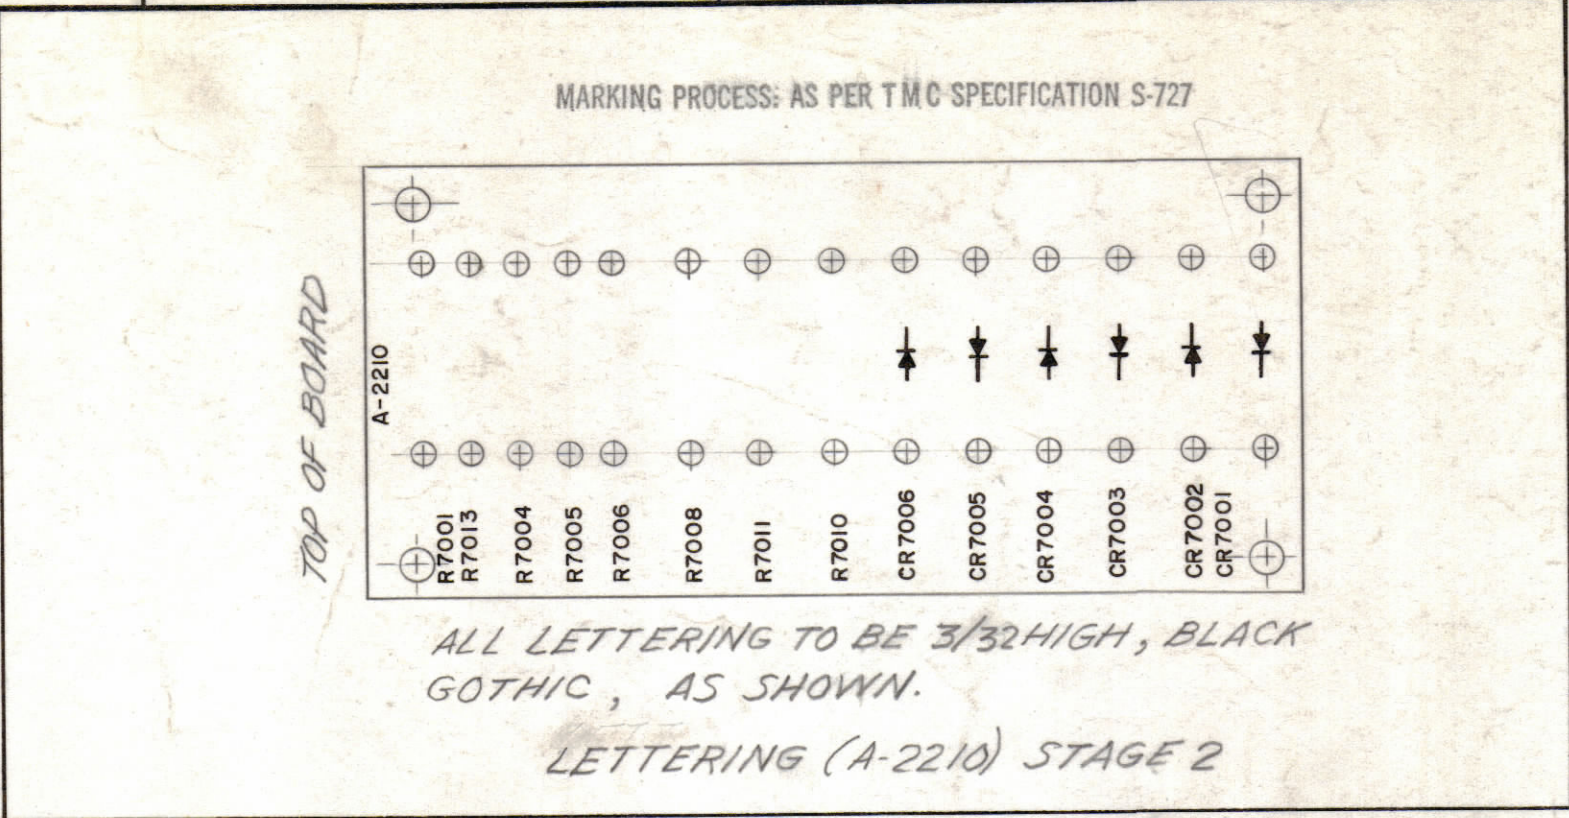 MARKING PROCESS: AS PER TMC SPECIFICATION S-727
TOP OF BOARD
A-2210
R7001
R7013
R7004
R7005
R7006
R7008
R7011
R7010
CR7006
CR7005
CR7004
CR7003
CR7002
CR7001
ALL LETTERING TO BE 3/32 HIGH, BLACK
GOTHIC, AS SHOWN.
LETTERING (A-2210) STAGE 2